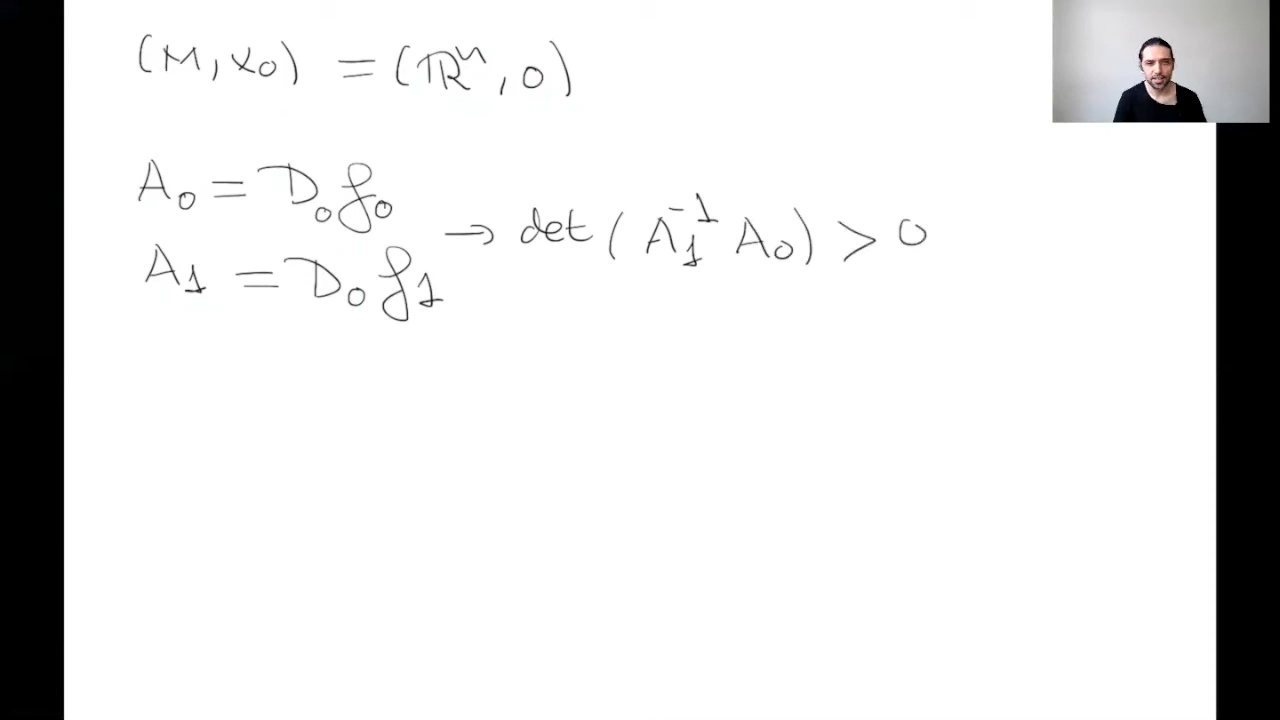 (M, x₀) = (ℝⁿ, 0)
A₀ = D₀f₀
→ det (A₁⁻¹ A₀) > 0
A₁ = D₀f₁